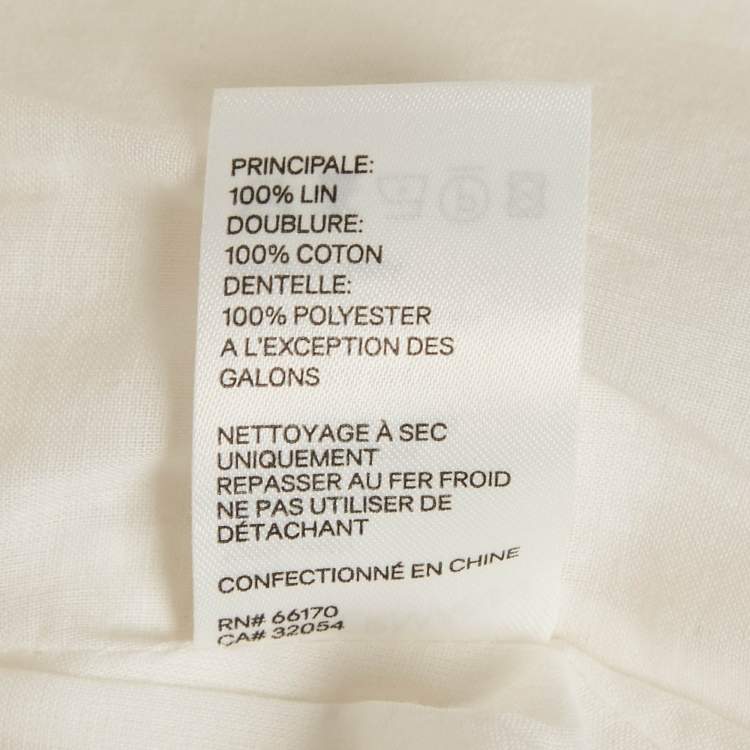 PRINCIPALE:
100% LIN
DOUBLURE:
100% COTON
DENTELLE:
100% POLYESTER
A L'EXCEPTION DES
GALONS
NETTOYAGE À SEC
UNIQUEMENT
REPASSER AU FER FROID
NE PAS UTILISER DE
DÉTACHANT
CONFECTIONNÉ EN CHINE
RN# 66170
CA# 32054